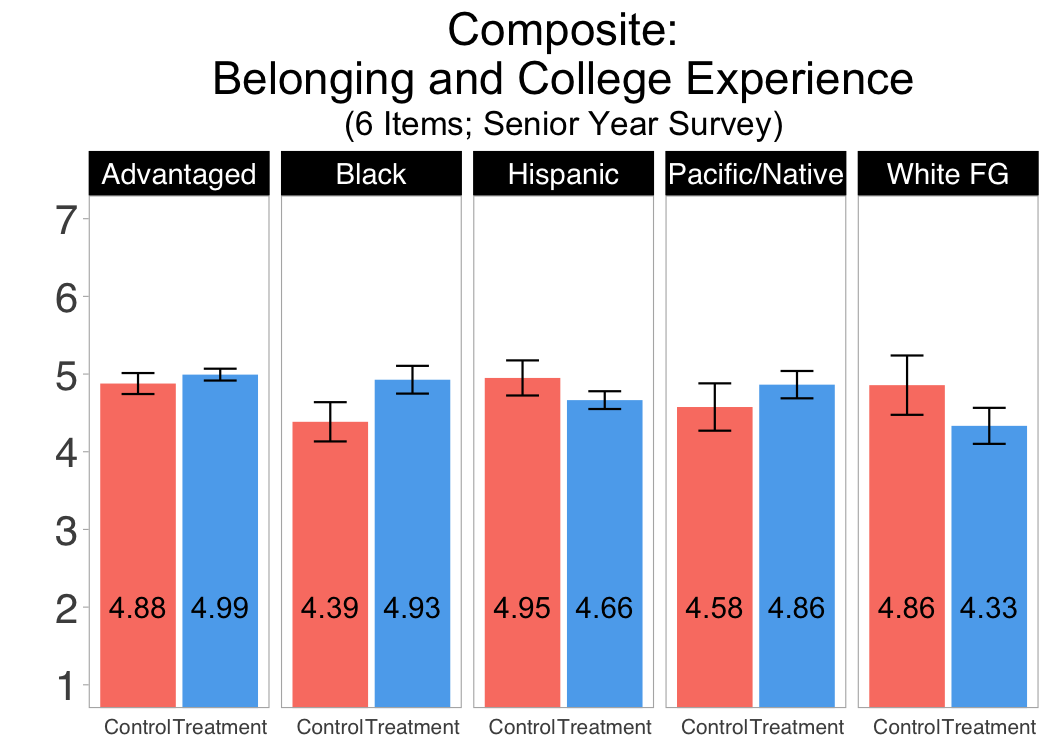 Composite:
Belonging and College Experience
(6 Items; Senior Year Survey)
Advantaged Black Hispanic Pacific/Native White FG
7
6
5
4
3
2
1
4.88 4.99 4.39 4.93 4.95 4.66 4.58 4.86 4.86 4.33
Control Treatment Control Treatment Control Treatment Control Treatment Control Treatment